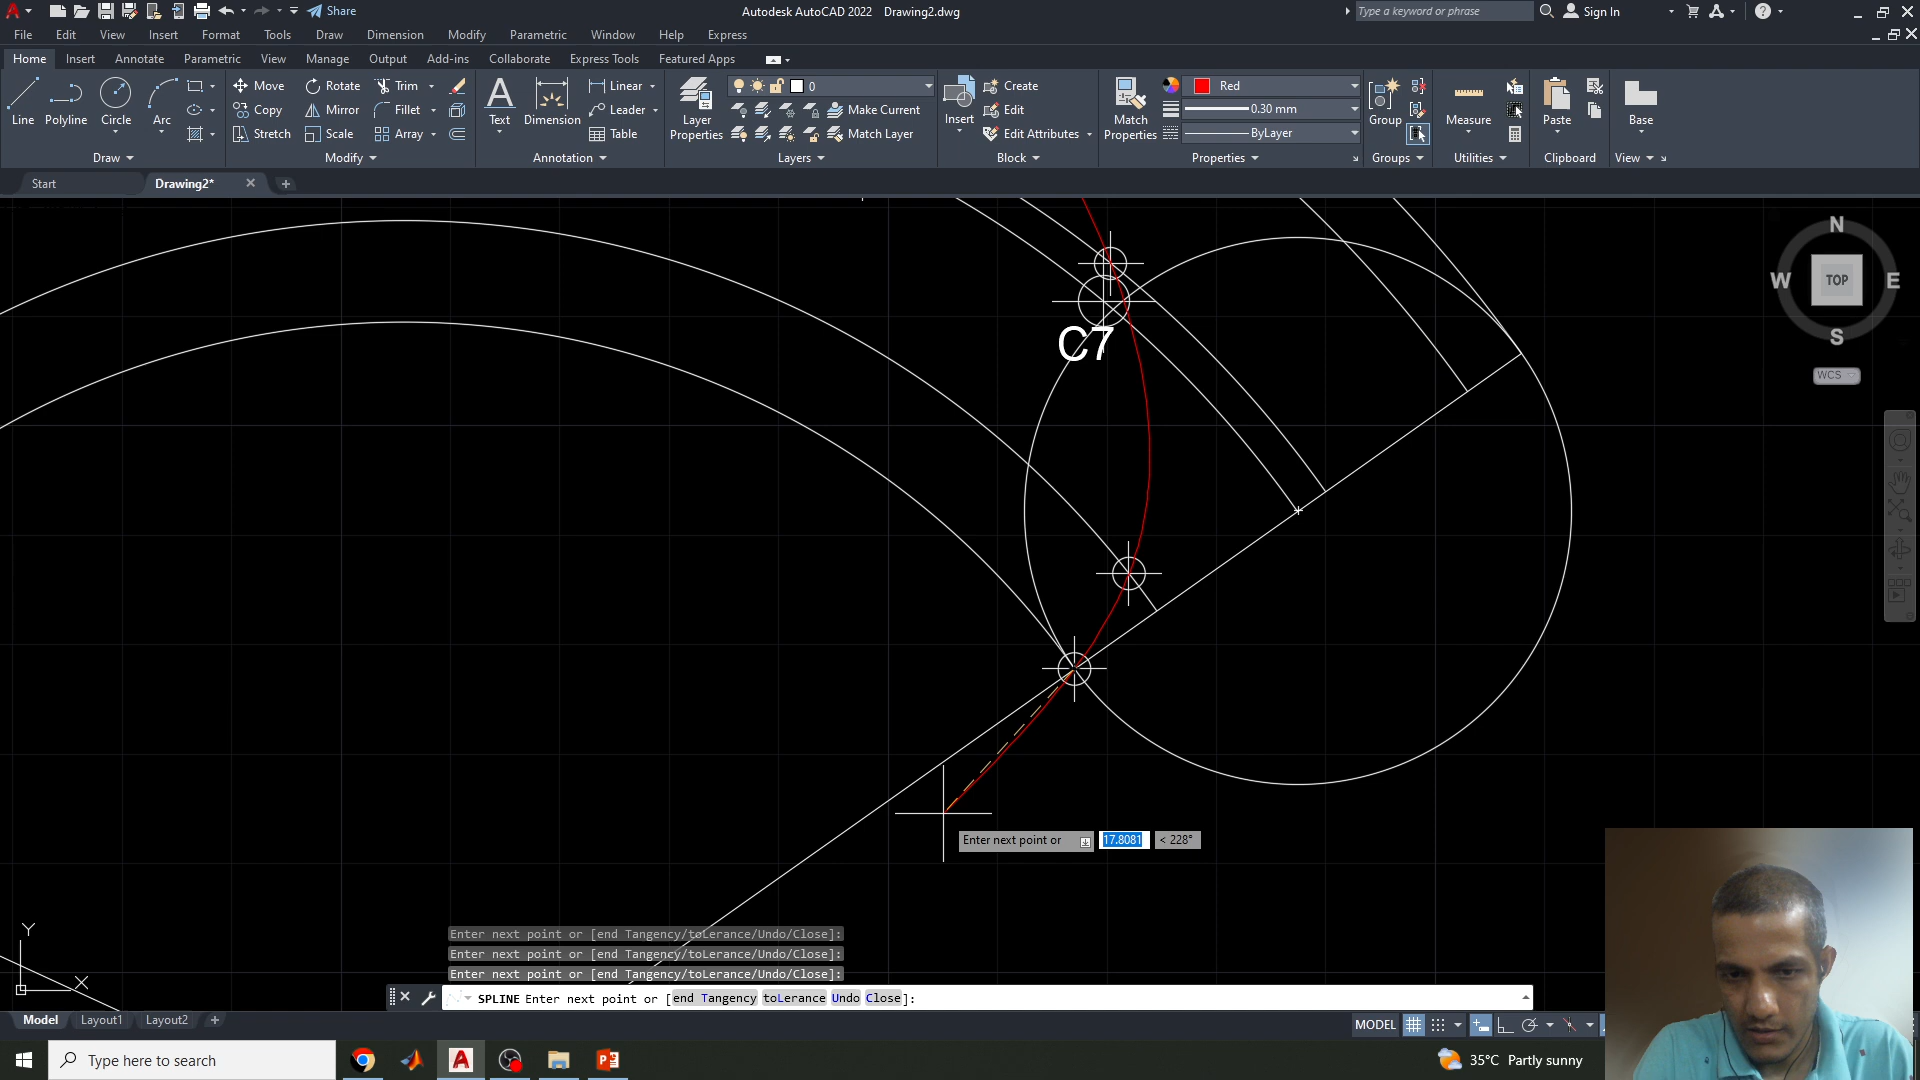 Share
Autodesk AutoCAD 2022 Drawing2.dwg
Type a keyword or phrase
Sign In
File Edit View Insert Format Tools Draw Dimension Modify Parametric Window Help Express
Home Insert Annotate Parametric View Manage Output Add-ins Collaborate Express Tools Featured Apps
Line Polyline Circle Arc
Move Rotate Trim
Copy Mirror Fillet
Stretch Scale Array
Text Dimension
Linear
Leader
Table
Layer Properties
0
Make Current
Match Layer
Insert
Create
Edit
Edit Attributes
Match Properties
Red
0.30 mm
ByLayer
Group
Measure
Paste
Base
Draw Modify Annotation Layers Block Properties Groups Utilities Clipboard View
Start Drawing2*
N
W TOP E
S
WCS
C7
Enter next point or 17.8081 < 228°
Y
X
Enter next point or [end Tangency/toLerance/Undo/Close]:
Enter next point or [end Tangency/toLerance/Undo/Close]:
Enter next point or [end Tangency/toLerance/Undo/Close]:
SPLINE Enter next point or [end Tangency toLerance Undo Close]:
Model Layout1 Layout2
MODEL
Type here to search
35°C Partly sunny